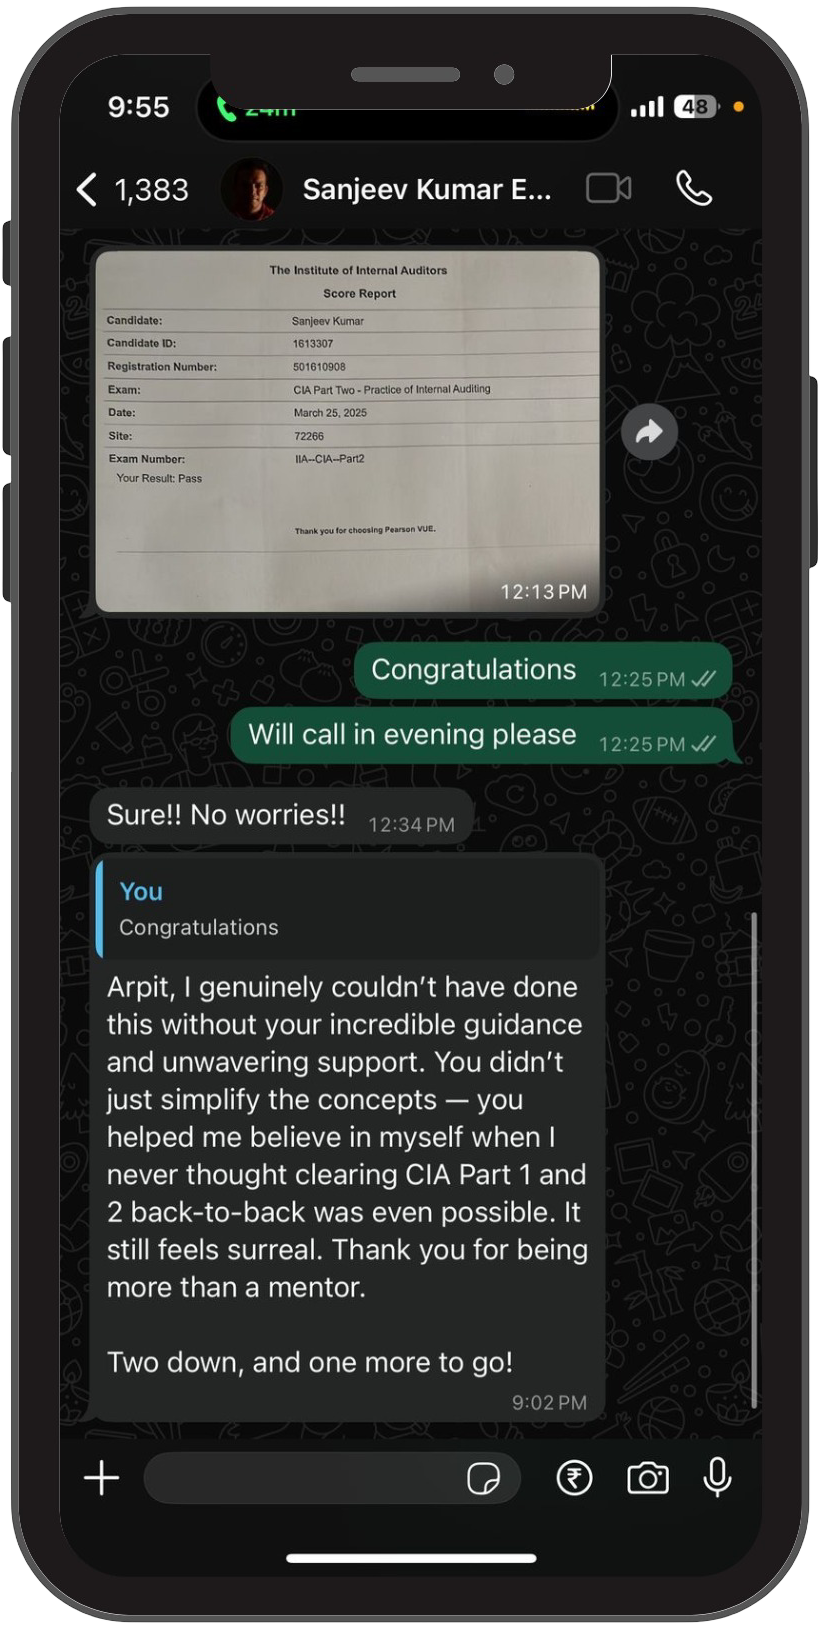 9:55
24m
48
1,383
Sanjeev Kumar E...
The Institute of Internal Auditors
Score Report
Candidate: Sanjeev Kumar
Candidate ID: 1613307
Registration Number: 501610908
Exam: CIA Part Two - Practice of Internal Auditing
Date: March 25, 2025
Site: 72266
Exam Number: IIA--CIA--Part2
Your Result: Pass
Thank you for choosing Pearson VUE.
12:13 PM
Congratulations 12:25 PM
Will call in evening please 12:25 PM
Sure!! No worries!! 12:34 PM
You
Congratulations
Arpit, I genuinely couldn’t have done
this without your incredible guidance
and unwavering support. You didn’t
just simplify the concepts — you
helped me believe in myself when I
never thought clearing CIA Part 1 and
2 back-to-back was even possible. It
still feels surreal. Thank you for being
more than a mentor.
Two down, and one more to go!
9:02 PM